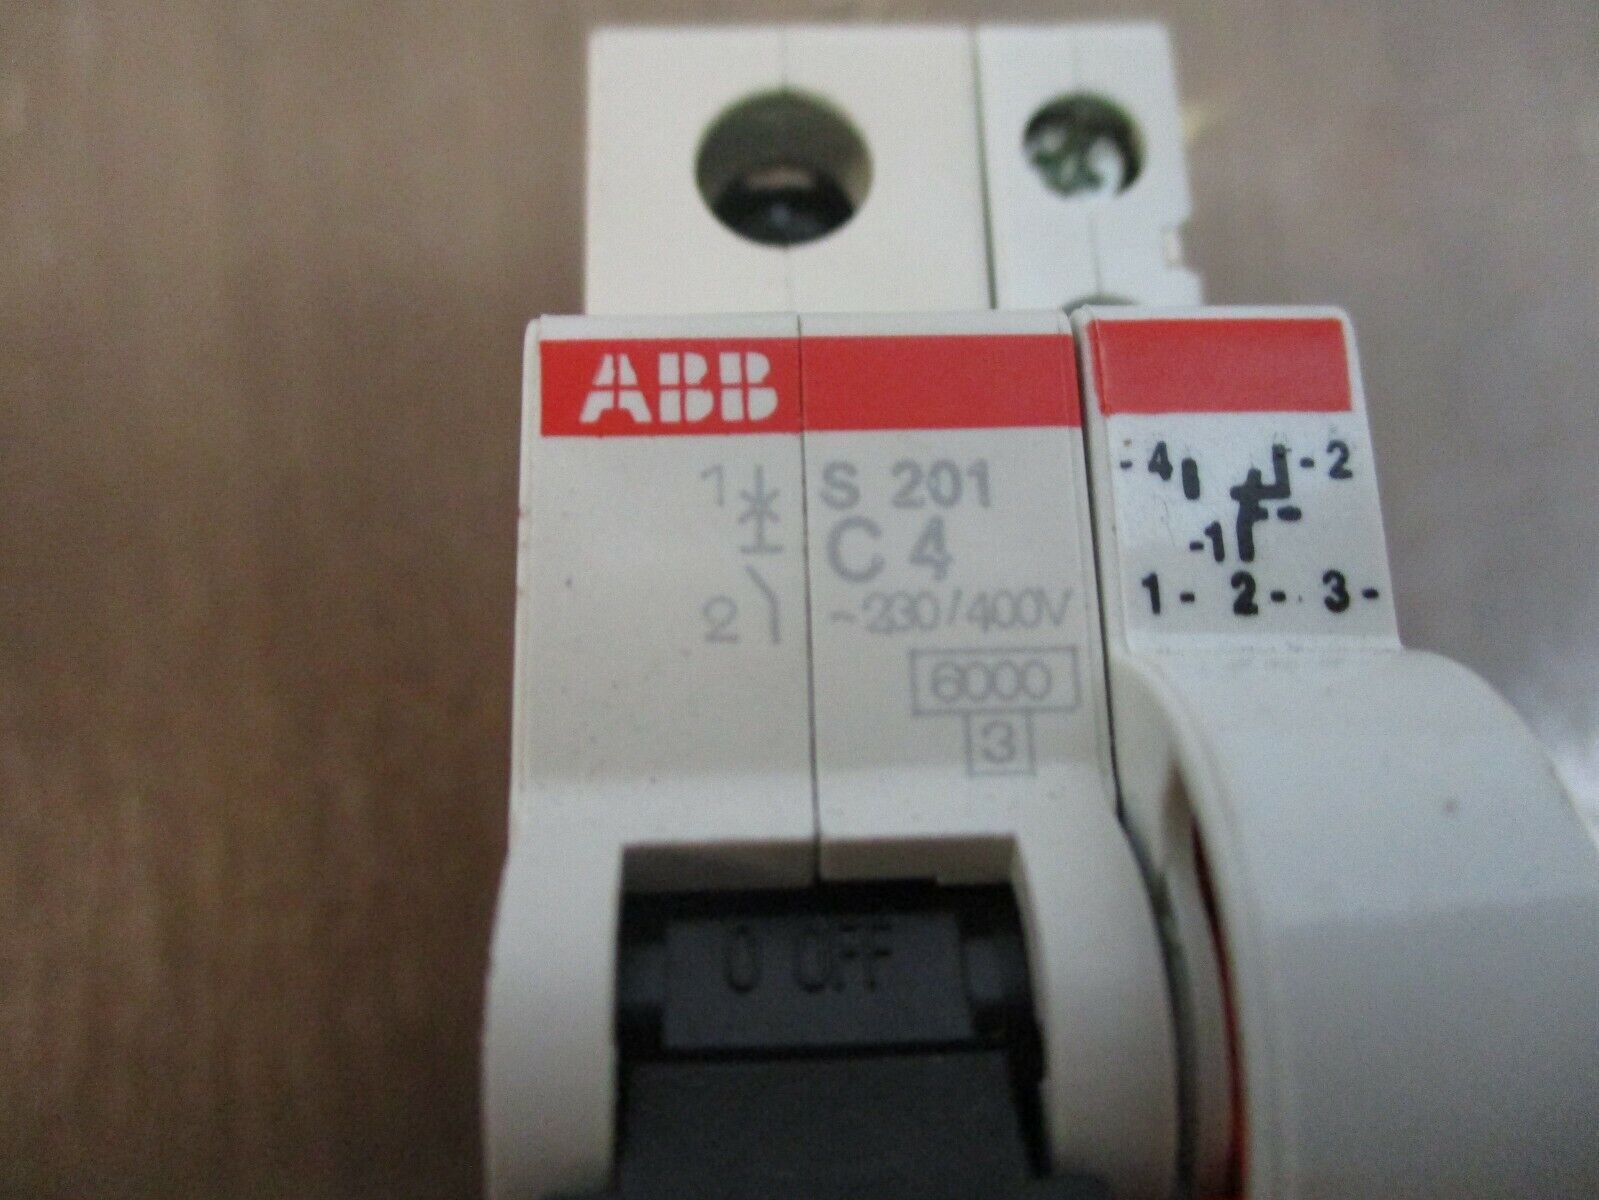 ABB
1
S 201
C 4
2
~230/400V
6000
3
-4 -2
-1
1- 2- 3-
0 OFF